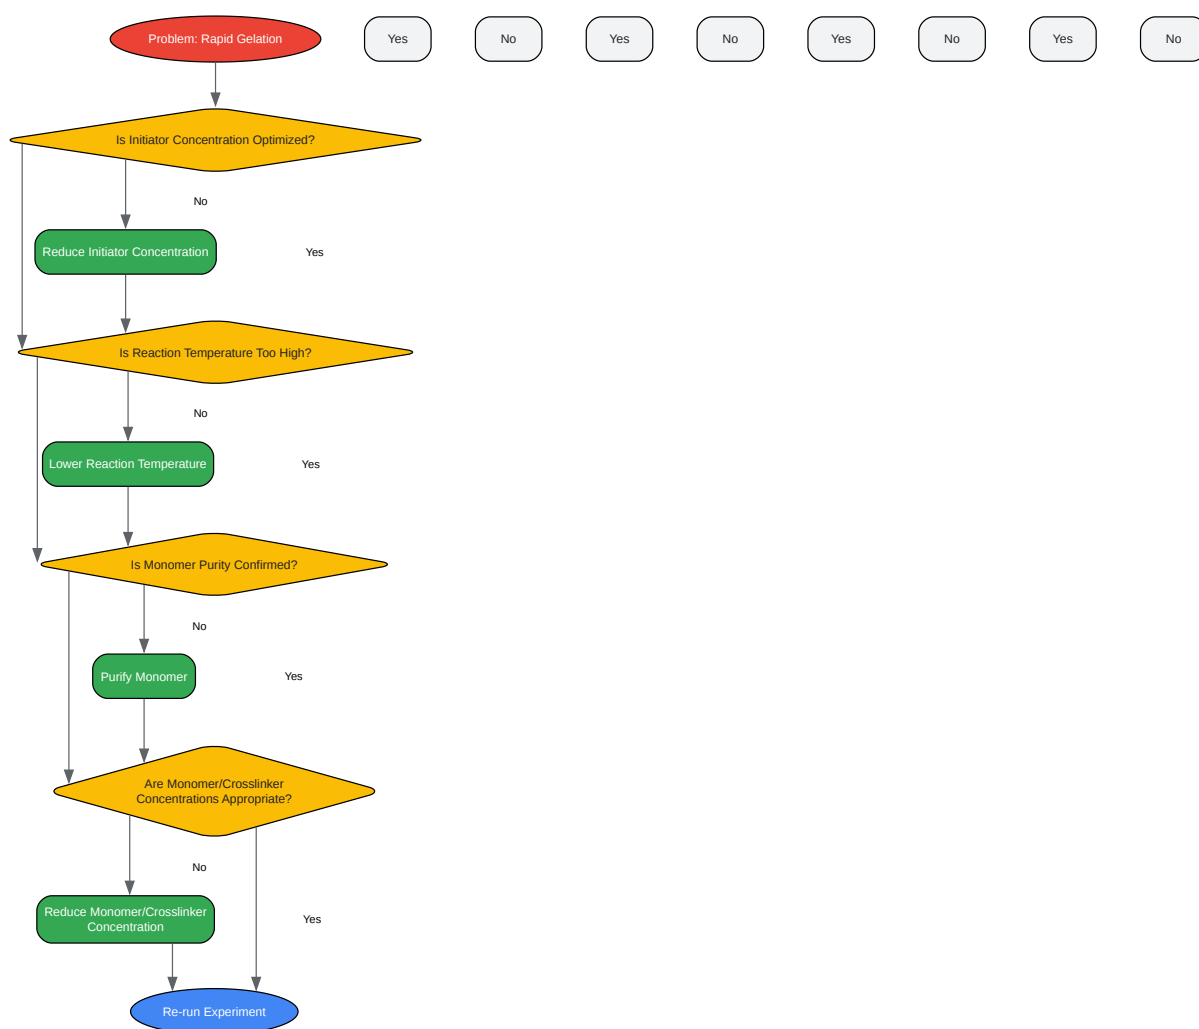 Problem: Rapid Gelation
Yes
No
Yes
No
Yes
No
Yes
No
Is Initiator Concentration Optimized?
No
Reduce Initiator Concentration
Yes
Is Reaction Temperature Too High?
No
Lower Reaction Temperature
Yes
Is Monomer Purity Confirmed?
No
Purify Monomer
Yes
Are Monomer/Crosslinker
Concentrations Appropriate?
No
Reduce Monomer/Crosslinker
Concentration
Yes
Re-run Experiment